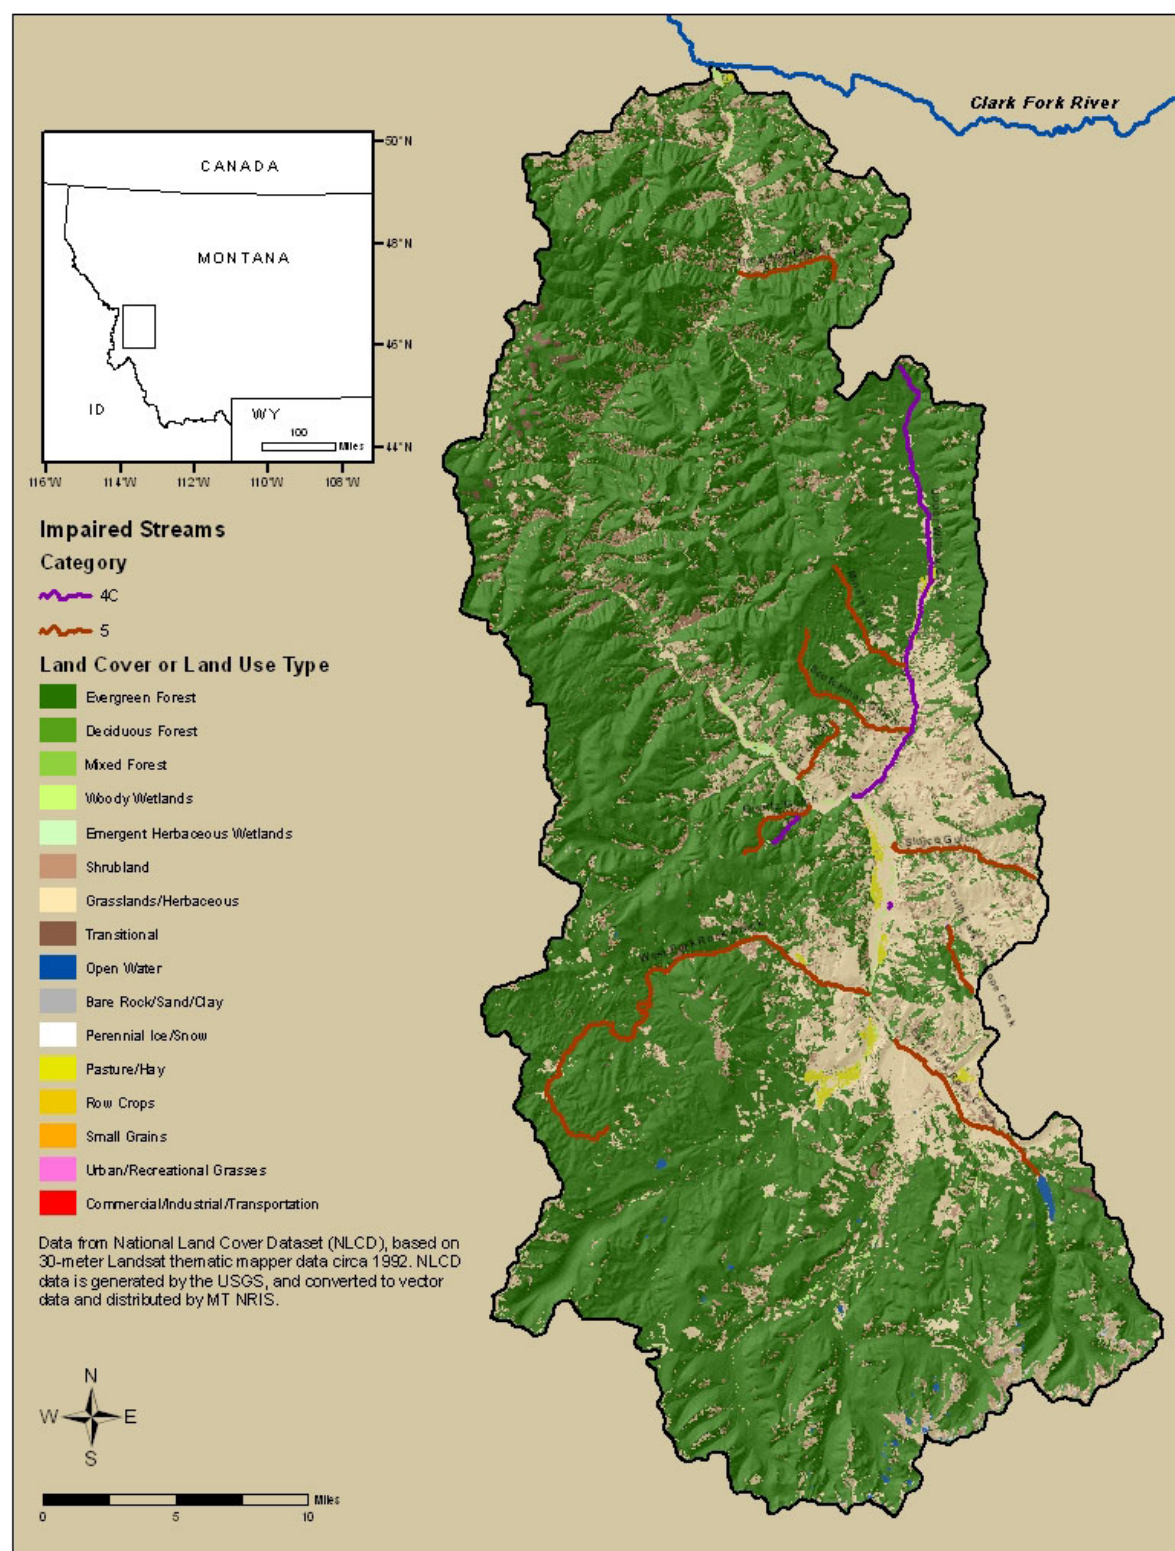 Clark Fork River
CANADA
MONTANA
ID
WY
100
Miles
50°N
48°N
46°N
44°N
116°W
114°W
112°W
110°W
108°W
Impaired Streams
Category
4C
5
Land Cover or Land Use Type
Evergreen Forest
Deciduous Forest
Mixed Forest
Woody Wetlands
Emergent Herbaceous Wetlands
Shrubland
Grasslands/Herbaceous
Transitional
Open Water
Bare Rock/Sand/Clay
Perennial Ice/Snow
Pasture/Hay
Row Crops
Small Grains
Urban/Recreational Grasses
Commercial/Industrial/Transportation
Data from National Land Cover Dataset (NLCD), based on
30-meter Landsat thematic mapper data circa 1992. NLCD
data is generated by the USGS, and converted to vector
data and distributed by MT NRIS.
N
W
E
S
Miles
0
5
10
West Fork Rock Creek